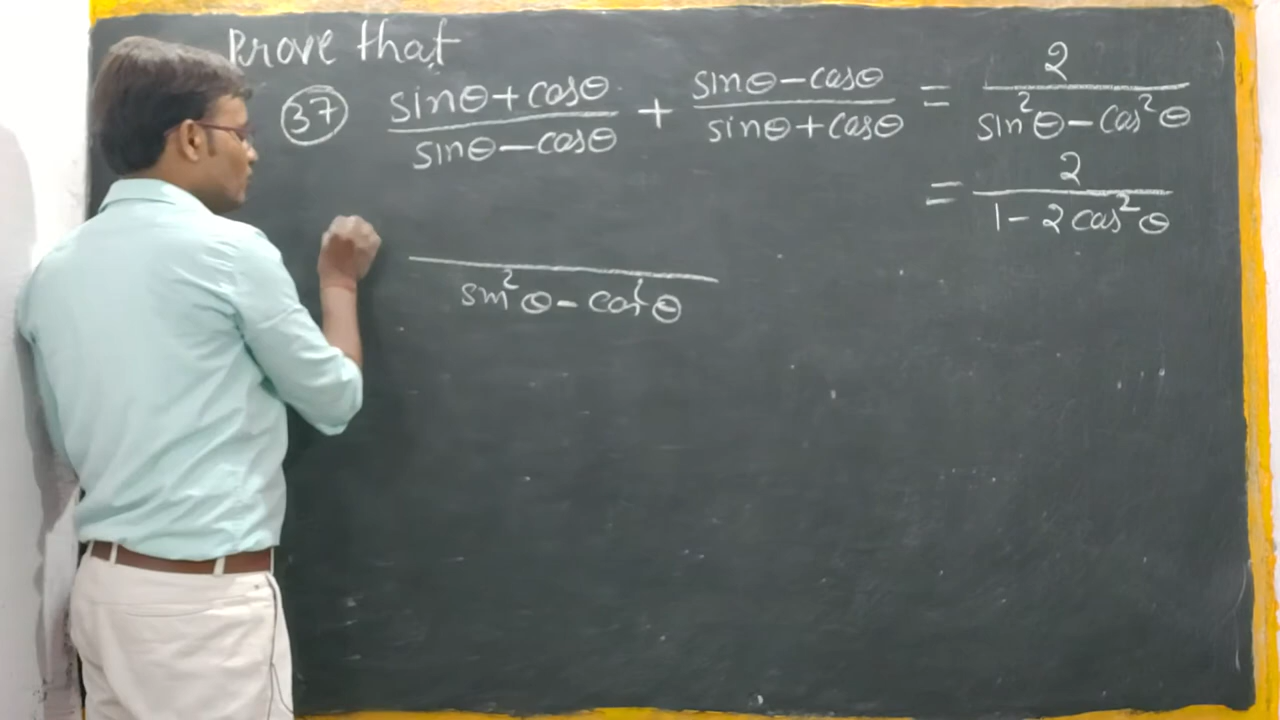 Prove that
37 sinθ+cosθ/sinθ-cosθ + sinθ-cosθ/sinθ+cosθ = 2/sin²θ-cos²θ
= 2/1-2cos²θ
sin²θ-cos²θ